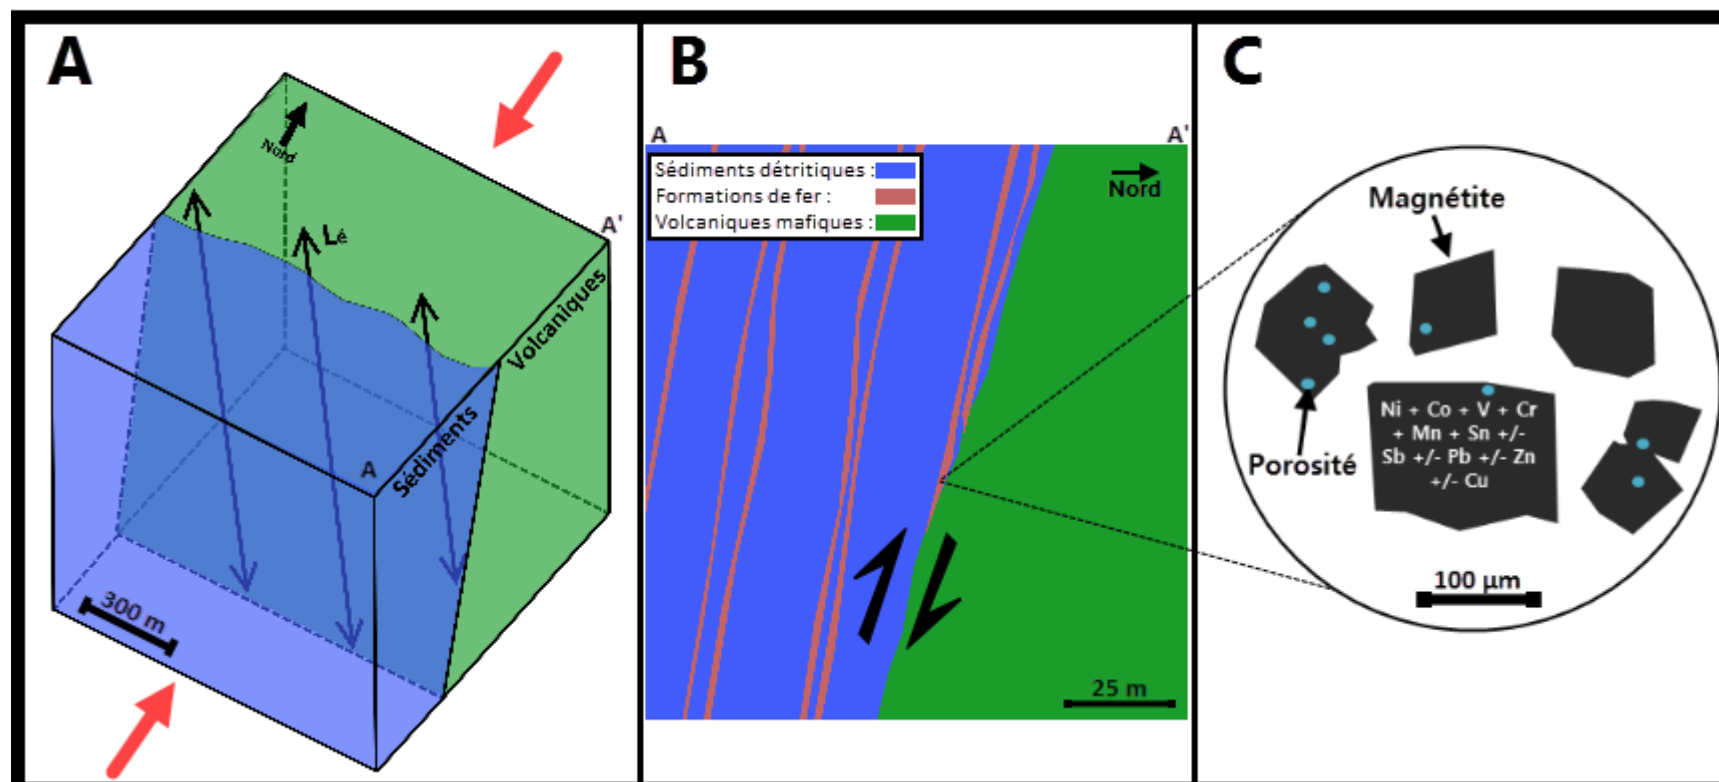 A
Nord
Lé
A'
Volcaniques
Sédiments
A
300 m
B
A
A'
Sédiments détritiques :
Formations de fer :
Volcaniques mafiques :
Nord
25 m
C
Magnétite
Porosité
Ni + Co + V + Cr
+ Mn + Sn +/-
Sb +/- Pb +/- Zn
+/- Cu
100 µm